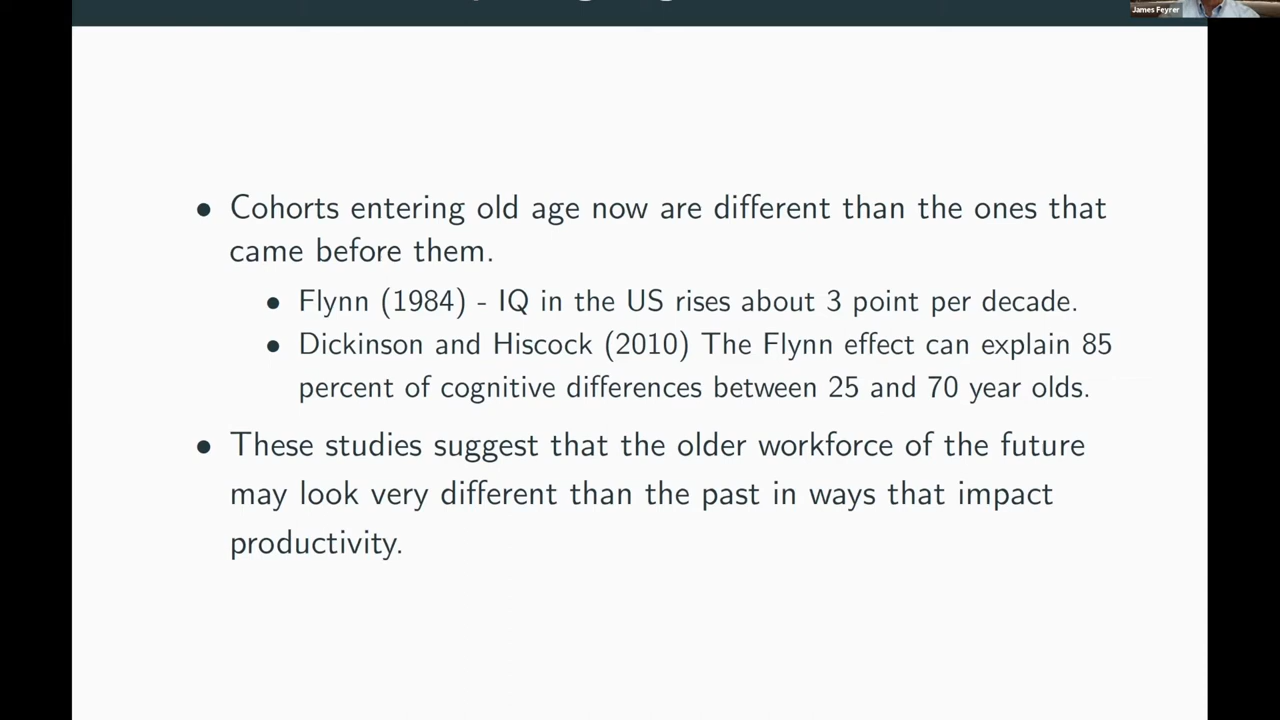 James Feyrer
• Cohorts entering old age now are different than the ones that
came before them.
• Flynn (1984) - IQ in the US rises about 3 point per decade.
• Dickinson and Hiscock (2010) The Flynn effect can explain 85
percent of cognitive differences between 25 and 70 year olds.
• These studies suggest that the older workforce of the future
may look very different than the past in ways that impact
productivity.